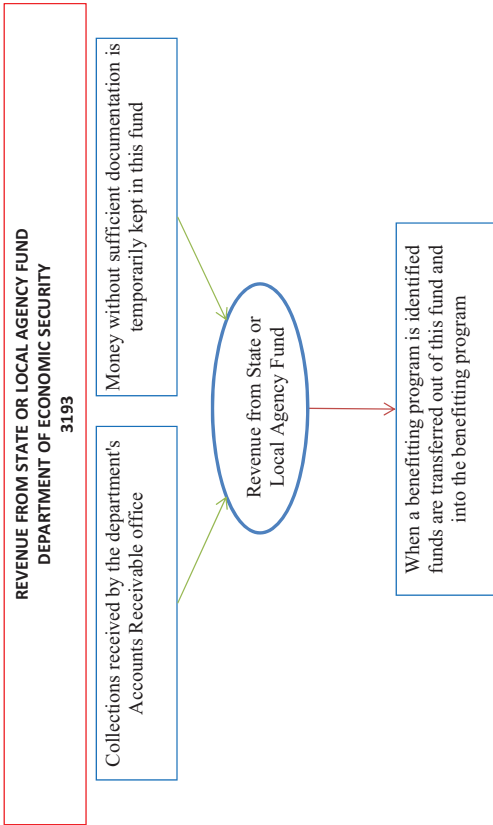 REVENUE FROM STATE OR LOCAL AGENCY FUND
DEPARTMENT OF ECONOMIC SECURITY
3193
Collections received by the department's
Accounts Receivable office
Money without sufficient documentation is
temporarily kept in this fund
Revenue from State or
Local Agency Fund
When a benefitting program is identified
funds are transferred out of this fund and
into the benefitting program